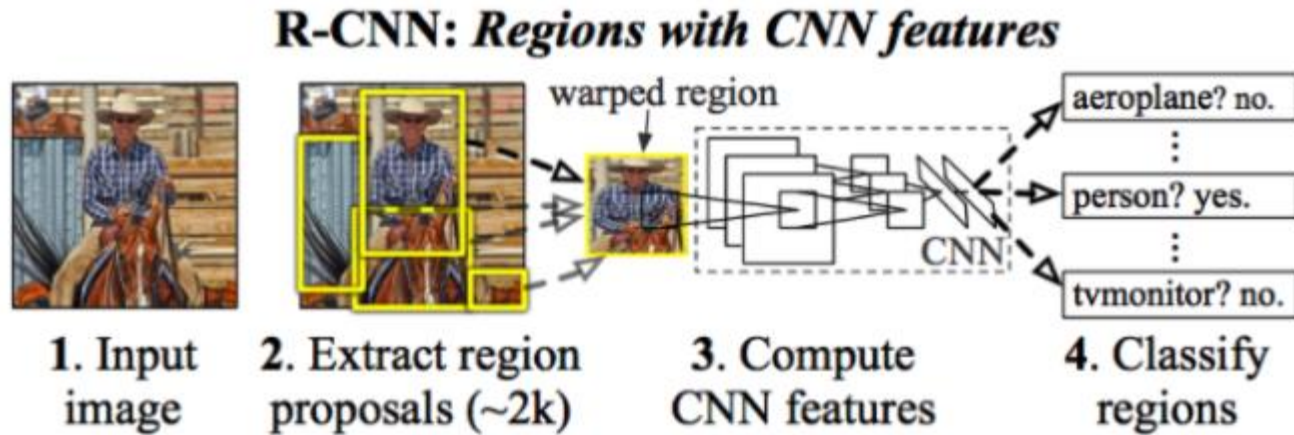 R-CNN: Regions with CNN features
warped region
aeroplane? no.
person? yes.
CNN
tvmonitor? no.
1. Input
image
2. Extract region
proposals (~2k)
3. Compute
CNN features
4. Classify
regions